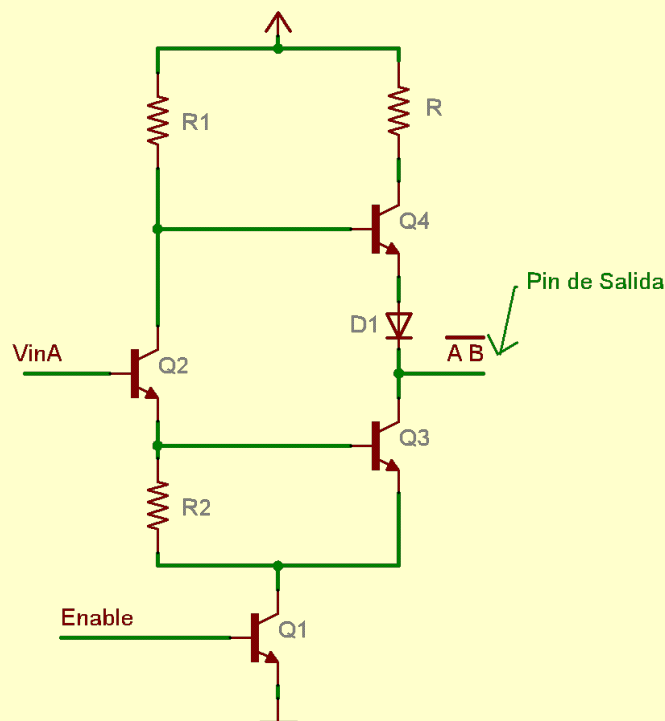 R1
R
Q4
Pin de Salida
D1
A B
VinA
Q2
Q3
R2
Enable
Q1